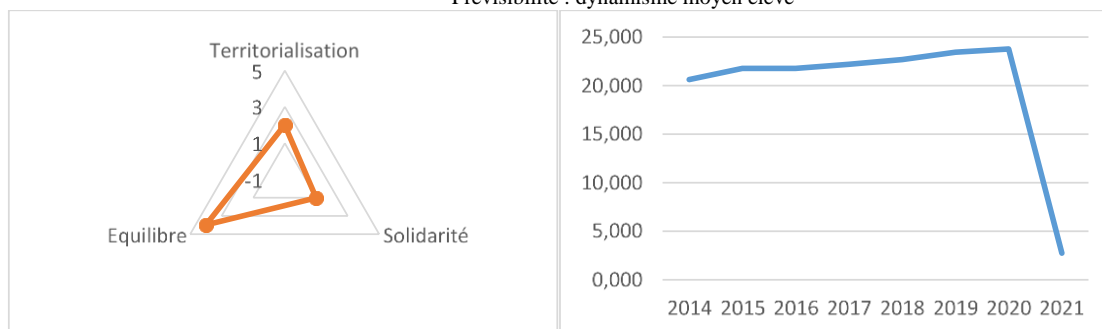 Prévisibilité : dynamisme moyen élevé
Territorialisation
5
3
1
-1
Equilibre
Solidarité
25,000
20,000
15,000
10,000
5,000
0,000
2014 2015 2016 2017 2018 2019 2020 2021